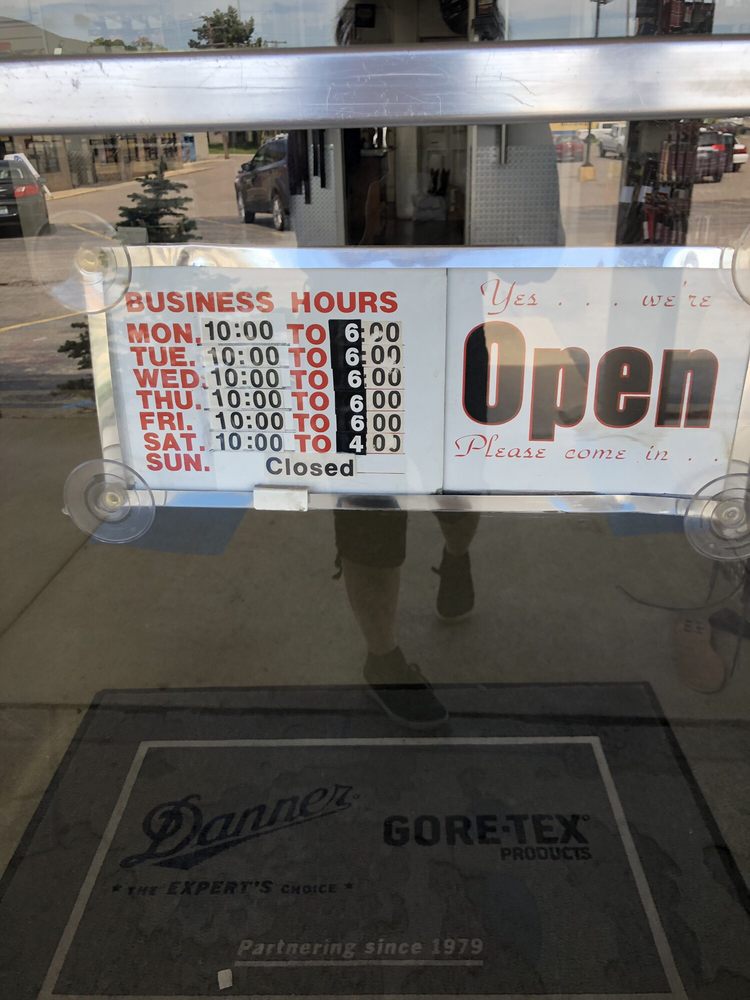 BUSINESS HOURS
MON. 10:00 TO 6:00
TUE. 10:00 TO 6:00
WED. 10:00 TO 6:00
THU. 10:00 TO 6:00
FRI. 10:00 TO 6:00
SAT. 10:00 TO 4:00
SUN. Closed
Yes . . . we're
Open
Please come in . .
Danner®
★ THE EXPERT'S CHOICE ★
GORE-TEX®
PRODUCTS
Partnering since 1979